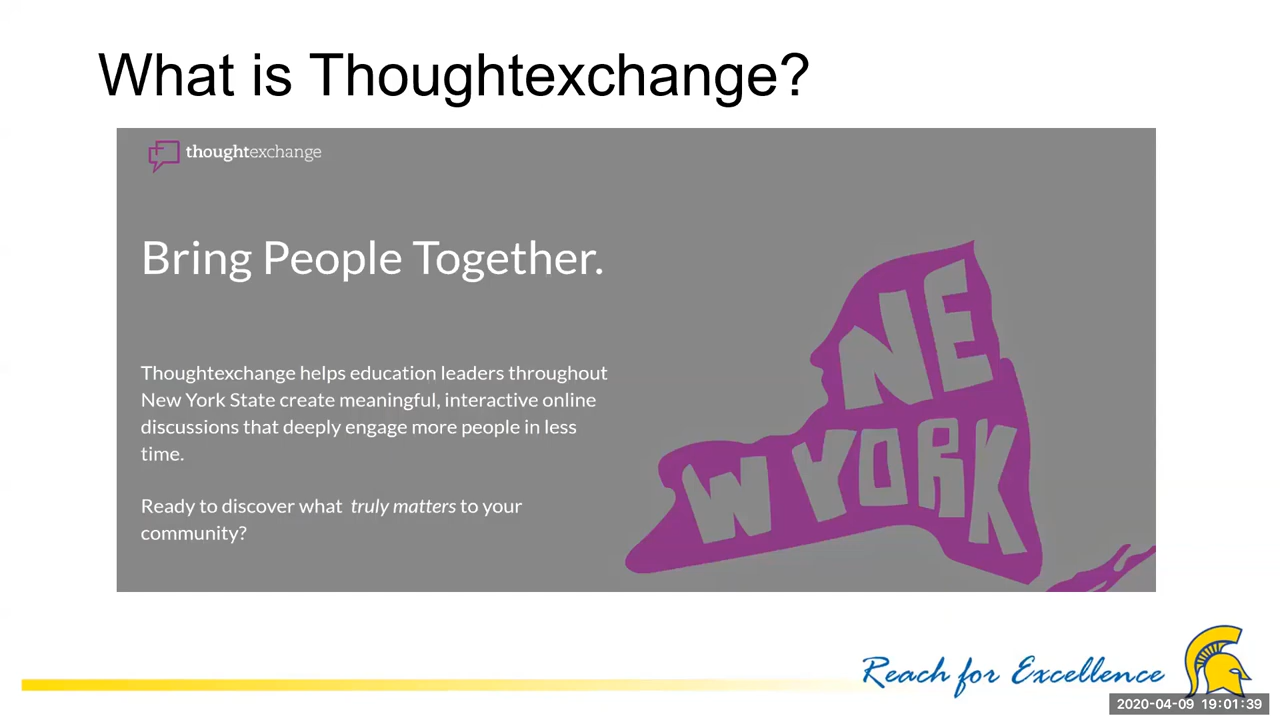 What is Thoughtexchange?
thoughtexchange
Bring People Together.
Thoughtexchange helps education leaders throughout
New York State create meaningful, interactive online
discussions that deeply engage more people in less
time.
Ready to discover what truly matters to your
community?
NE
W YORK
Reach for Excellence
2020-04-09 19:01:39